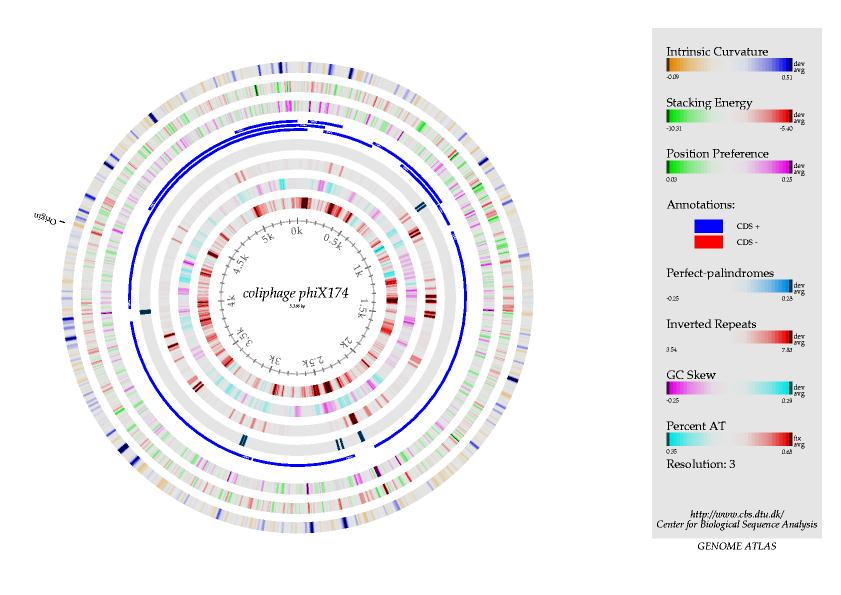 Origin
0k
0.5k
1k
1.5k
2k
2.5k
3k
3.5k
4k
4.5k
5k
coliphage phiX174
Intrinsic Curvature
dev
avg
-0.09 0.51
Stacking Energy
dev
avg
-10.31 -5.40
Position Preference
dev
avg
0.03 0.25
Annotations:
CDS +
CDS -
Perfect-palindromes
dev
avg
-0.25 0.28
Inverted Repeats
dev
avg
3.54 7.83
GC Skew
dev
avg
-0.25 0.29
Percent AT
fix
avg
0.35 0.68
Resolution: 3
http://www.cbs.dtu.dk/
Center for Biological Sequence Analysis
GENOME ATLAS